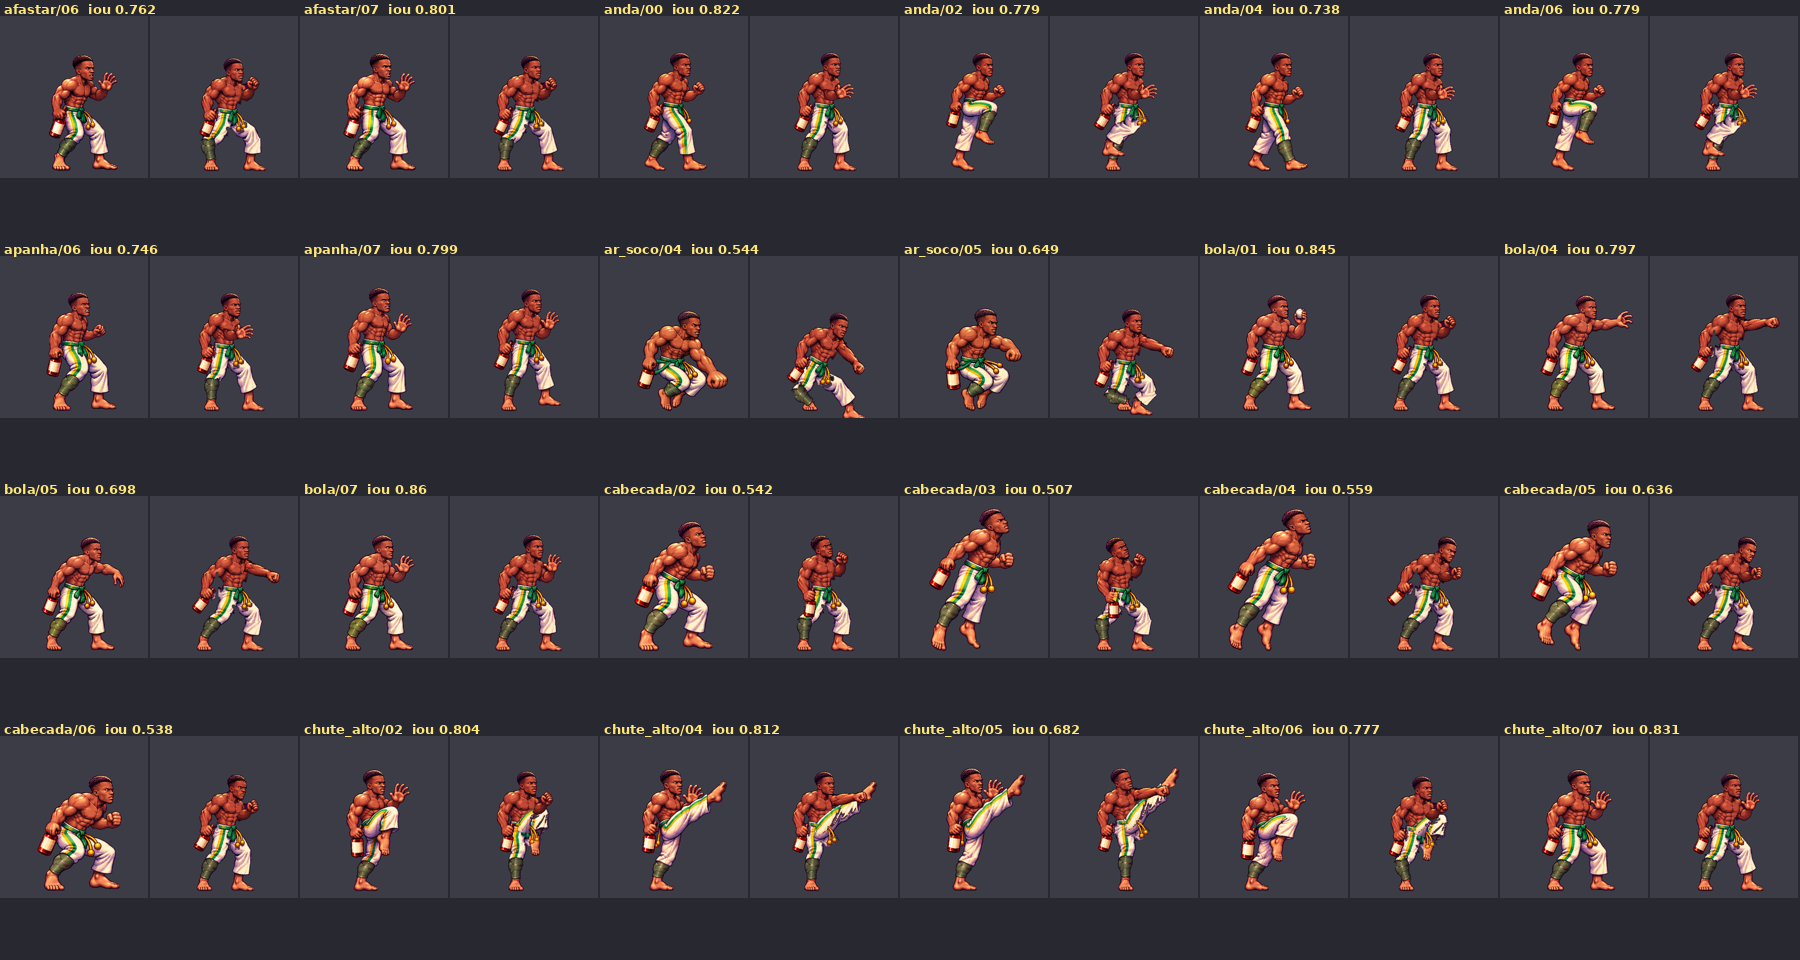 afastar/06 iou 0.762
afastar/07 iou 0.801
anda/00 iou 0.822
anda/02 iou 0.779
anda/04 iou 0.738
anda/06 iou 0.779
apanha/06 iou 0.746
apanha/07 iou 0.799
ar_soco/04 iou 0.544
ar_soco/05 iou 0.649
bola/01 iou 0.845
bola/04 iou 0.797
bola/05 iou 0.698
bola/07 iou 0.86
cabecada/02 iou 0.542
cabecada/03 iou 0.507
cabecada/04 iou 0.559
cabecada/05 iou 0.636
cabecada/06 iou 0.538
chute_alto/02 iou 0.804
chute_alto/04 iou 0.812
chute_alto/05 iou 0.682
chute_alto/06 iou 0.777
chute_alto/07 iou 0.831